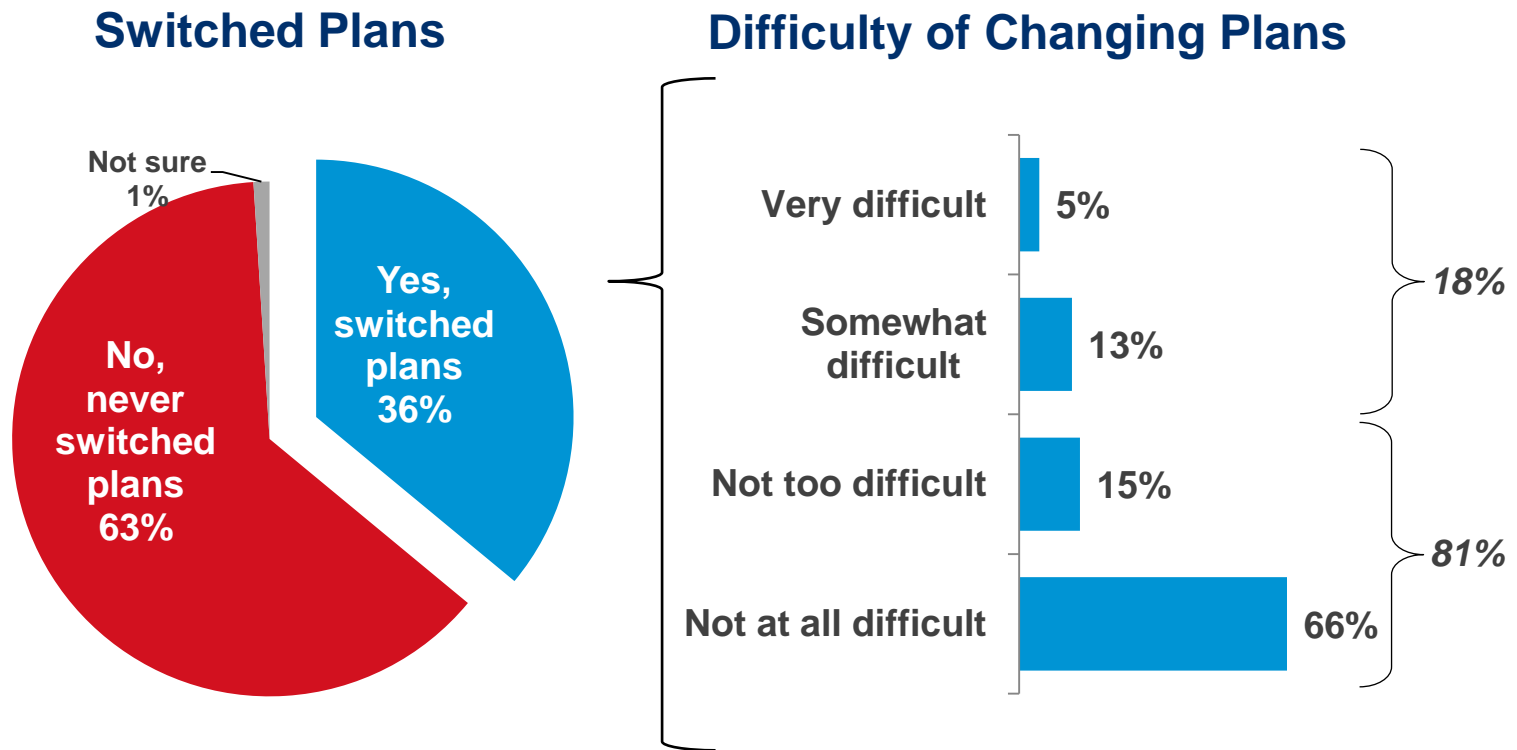 Switched Plans
Not sure
1%
Yes,
switched
plans
36%
No,
never
switched
plans
63%
Difficulty of Changing Plans
Very difficult
5%
Somewhat
difficult
13%
18%
Not too difficult
15%
Not at all difficult
66%
81%